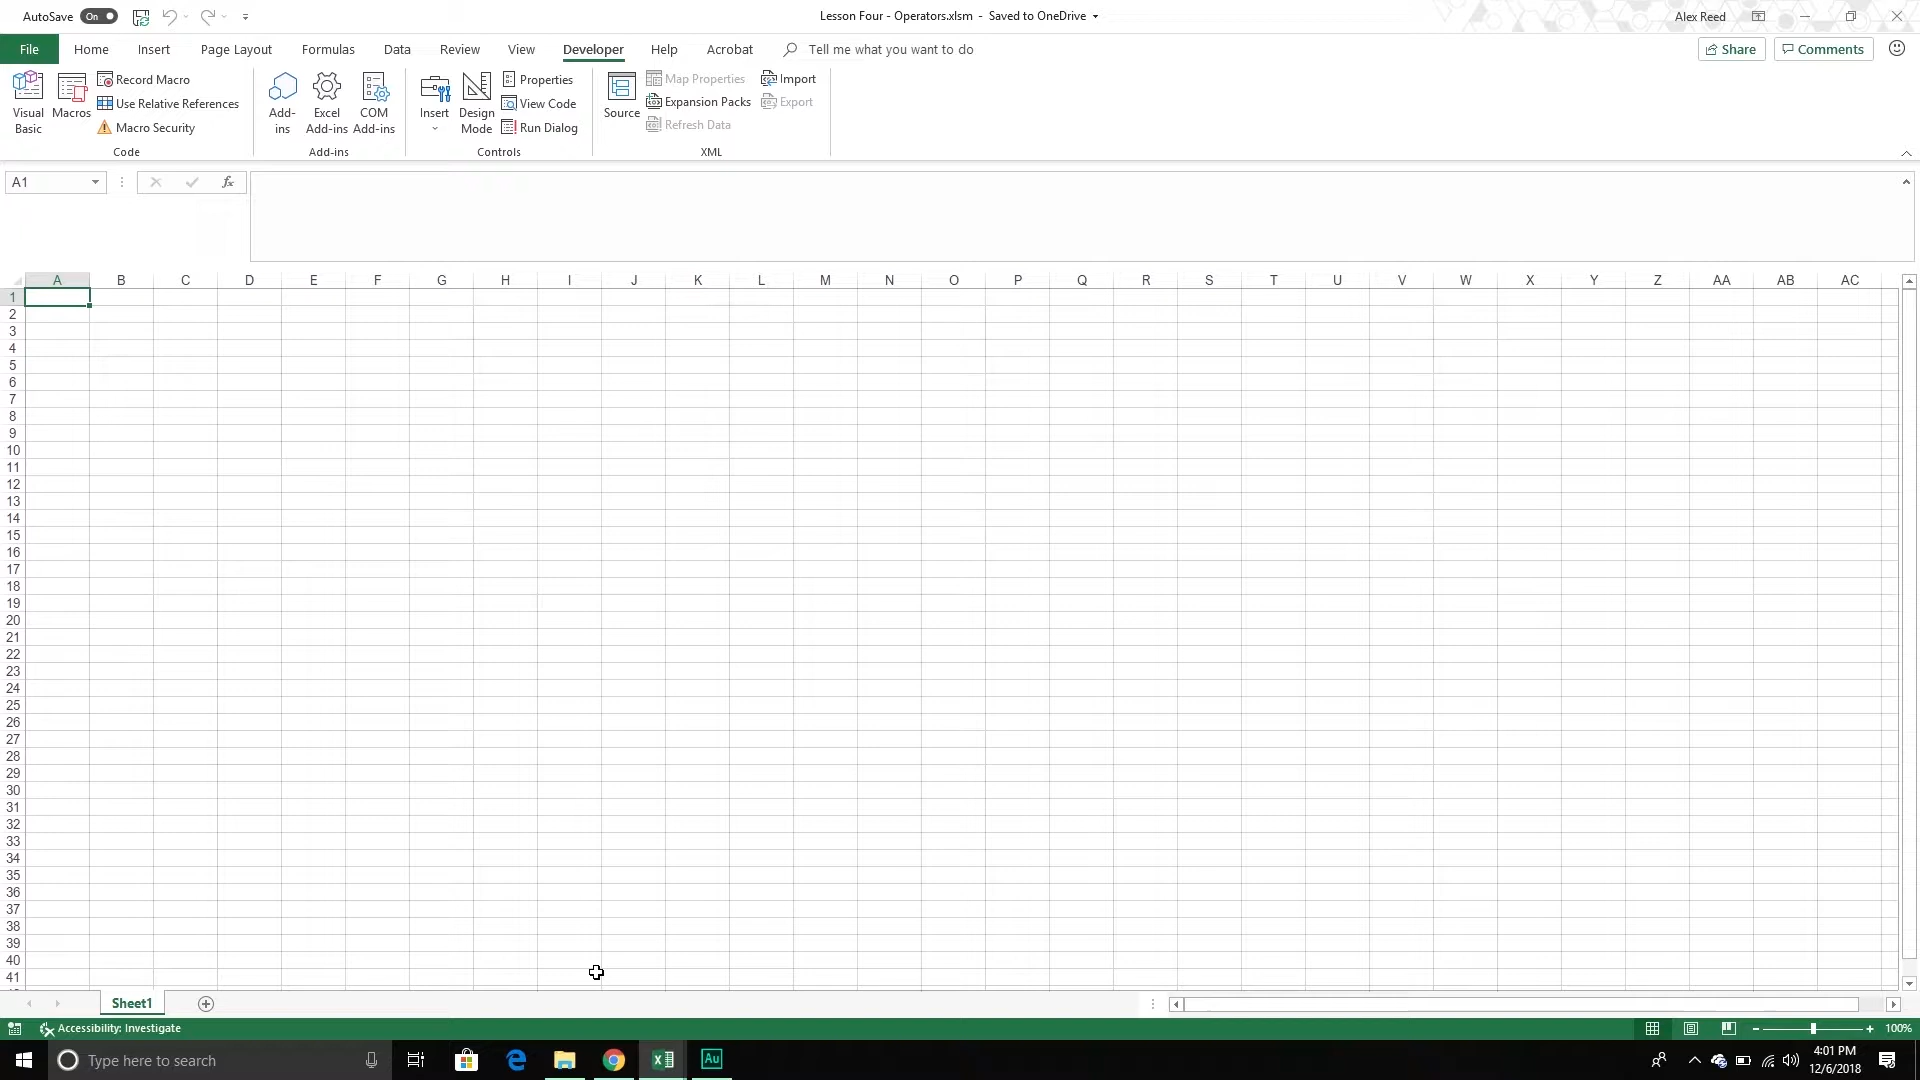 AutoSave On Lesson Four - Operators.xlsm - Saved to OneDrive Alex Reed
File Home Insert Page Layout Formulas Data Review View Developer Help Acrobat Tell me what you want to do Share Comments
Visual Basic
Macros
Record Macro
Use Relative References
Macro Security
Code
Add-ins
Excel Add-ins
COM Add-ins
Add-ins
Insert
Design Mode
Properties
View Code
Run Dialog
Controls
Source
Map Properties
Expansion Packs
Refresh Data
Import
Export
XML
A1 fx
A B C D E F G H I J K L M N O P Q R S T U V W X Y Z AA AB AC
1
2
3
4
5
6
7
8
9
10
11
12
13
14
15
16
17
18
19
20
21
22
23
24
25
26
27
28
29
30
31
32
33
34
35
36
37
38
39
40
41
Sheet1
Accessibility: Investigate 100%
Type here to search
Au
4:01 PM
12/6/2018